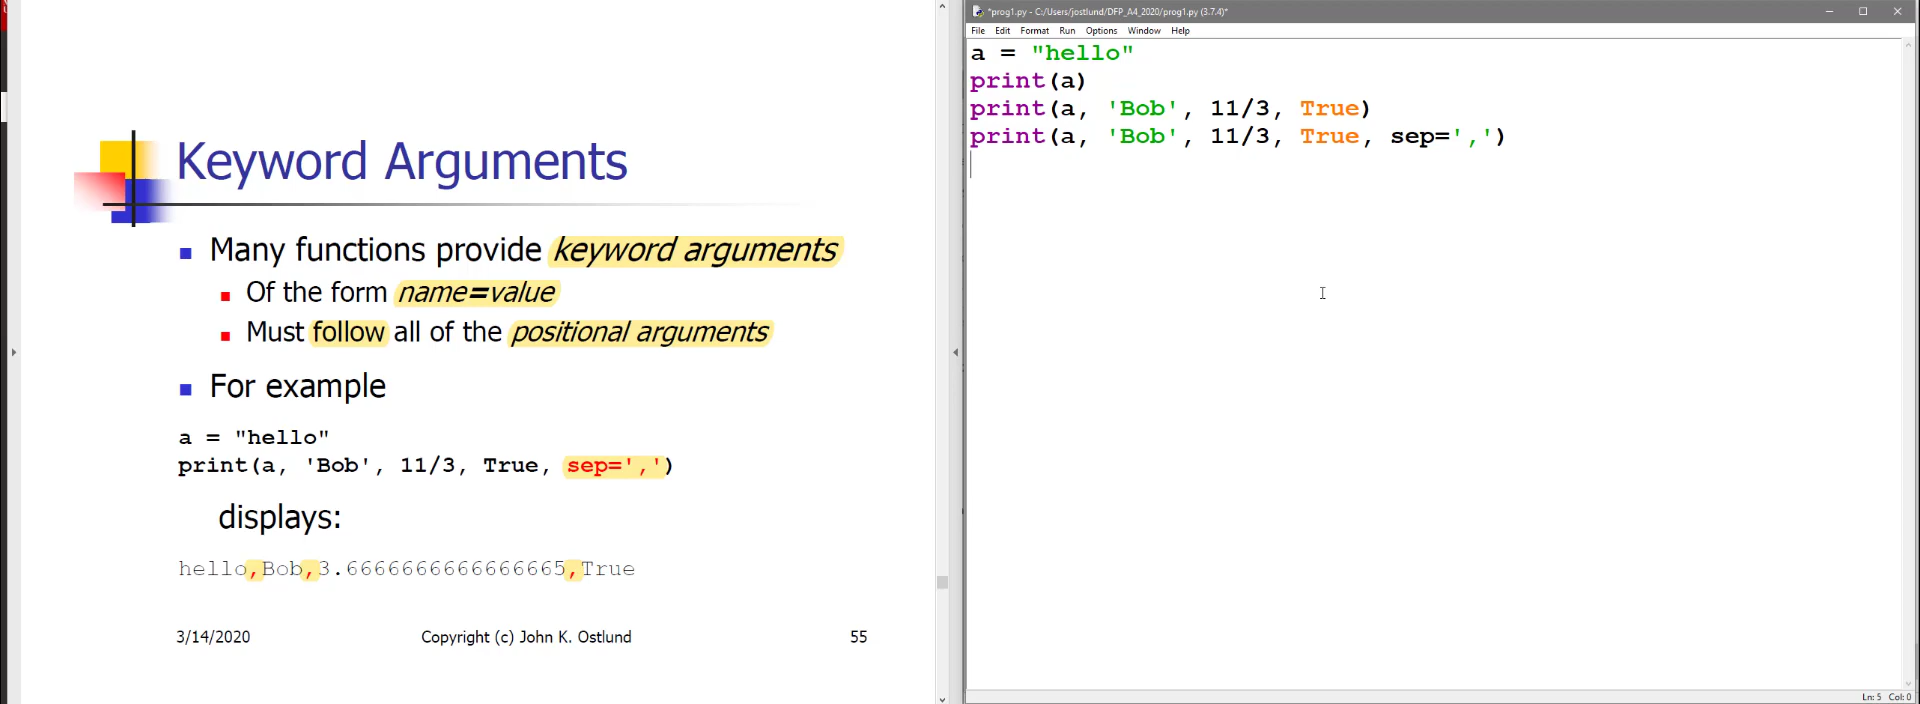 Keyword Arguments
Many functions provide keyword arguments
Of the form name=value
Must follow all of the positional arguments
For example
a = "hello"
print(a, 'Bob', 11/3, True, sep=',')
displays:
hello,Bob,3.6666666666666665,True
3/14/2020 Copyright (c) John K. Ostlund 55
*prog1.py - C:/Users/jostlund/DFP_A4_2020/prog1.py (3.7.4)*
File Edit Format Run Options Window Help
a = "hello"
print(a)
print(a, 'Bob', 11/3, True)
print(a, 'Bob', 11/3, True, sep=',')
Ln: 5 Col: 0